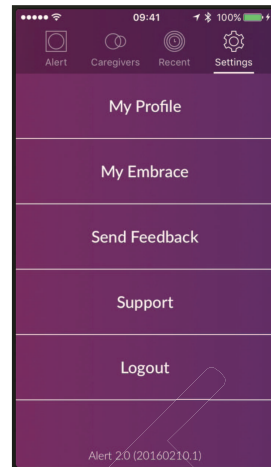 09:41 100%
Alert Caregivers Recent Settings
My Profile
My Embrace
Send Feedback
Support
Logout
Alert 2.0 (20160210.1)